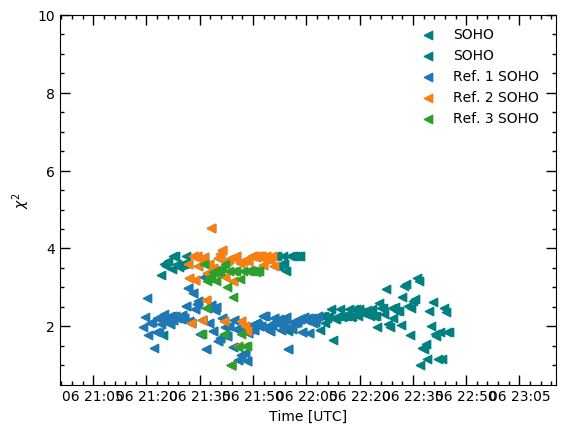 10
8
6
4
2
χ²
SOHO
SOHO
Ref. 1 SOHO
Ref. 2 SOHO
Ref. 3 SOHO
06 21:05 06 21:20 06 21:35 06 21:50 06 22:05 06 22:20 06 22:35 06 22:50 06 23:05
Time [UTC]